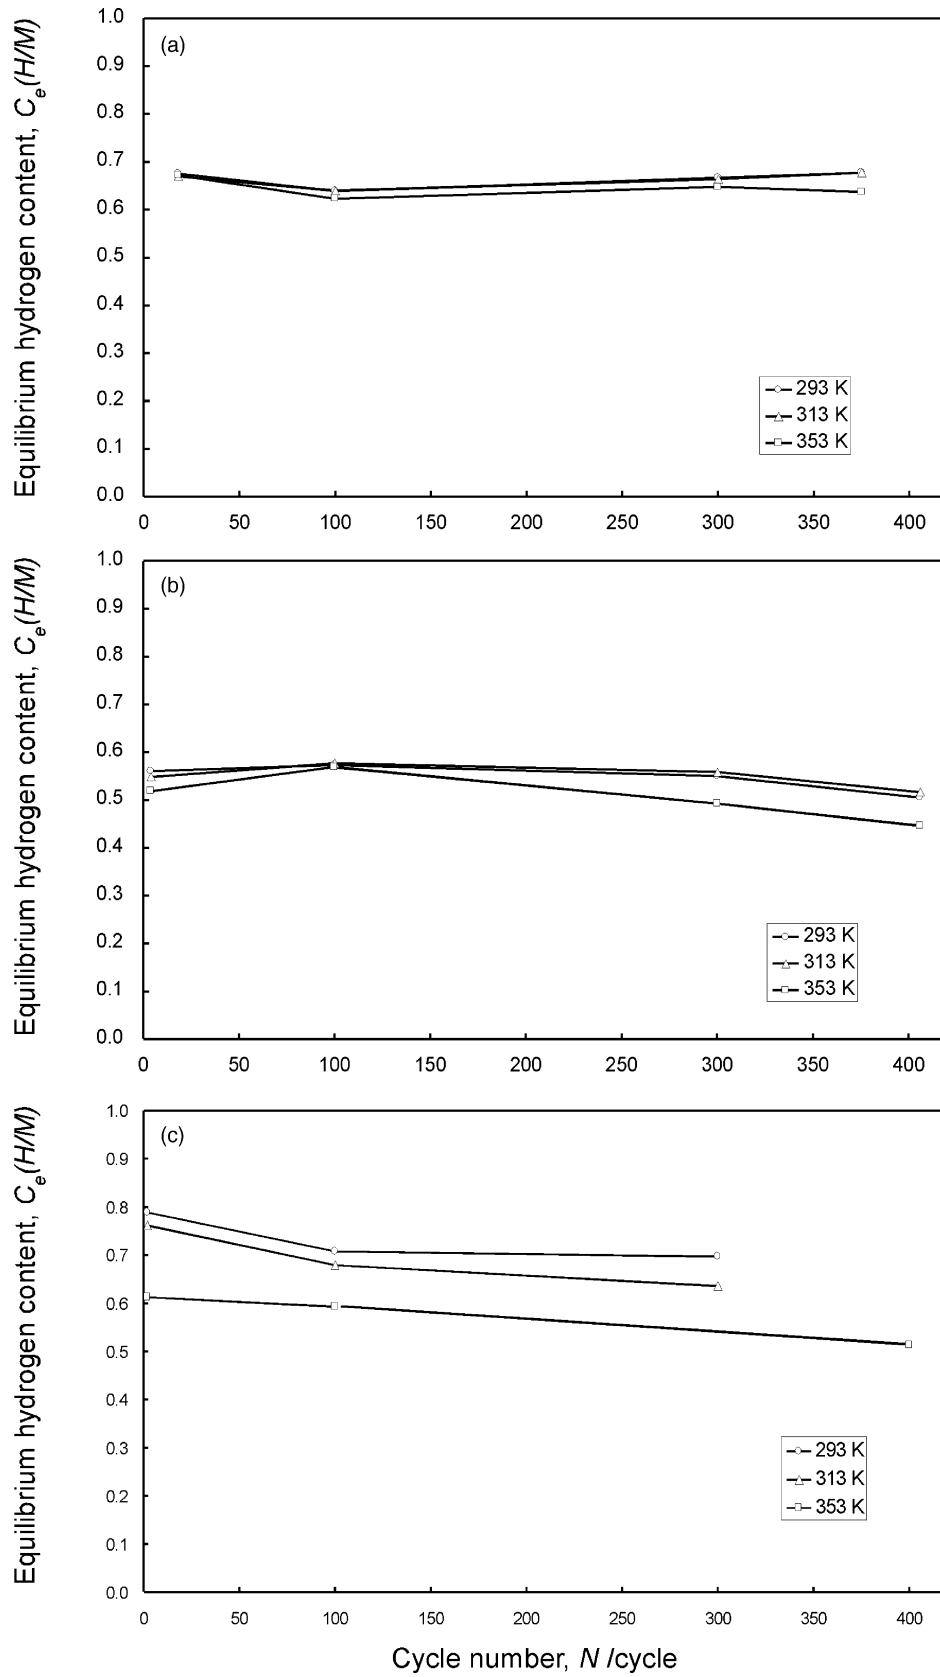 Equilibrium hydrogen content, Ce(H/M)
1.0
(a)
0.9
0.8
0.7
0.6
0.5
0.4
0.3
0.2
0.1
0.0
293 K
313 K
353 K
0 50 100 150 200 250 300 350 400
Equilibrium hydrogen content, Ce(H/M)
1.0
(b)
0.9
0.8
0.7
0.6
0.5
0.4
0.3
0.2
0.1
0.0
293 K
313 K
353 K
0 50 100 150 200 250 300 350 400
Equilibrium hydrogen content, Ce(H/M)
1.0
(c)
0.9
0.8
0.7
0.6
0.5
0.4
0.3
0.2
0.1
0.0
293 K
313 K
353 K
0 50 100 150 200 250 300 350 400
Cycle number, N /cycle